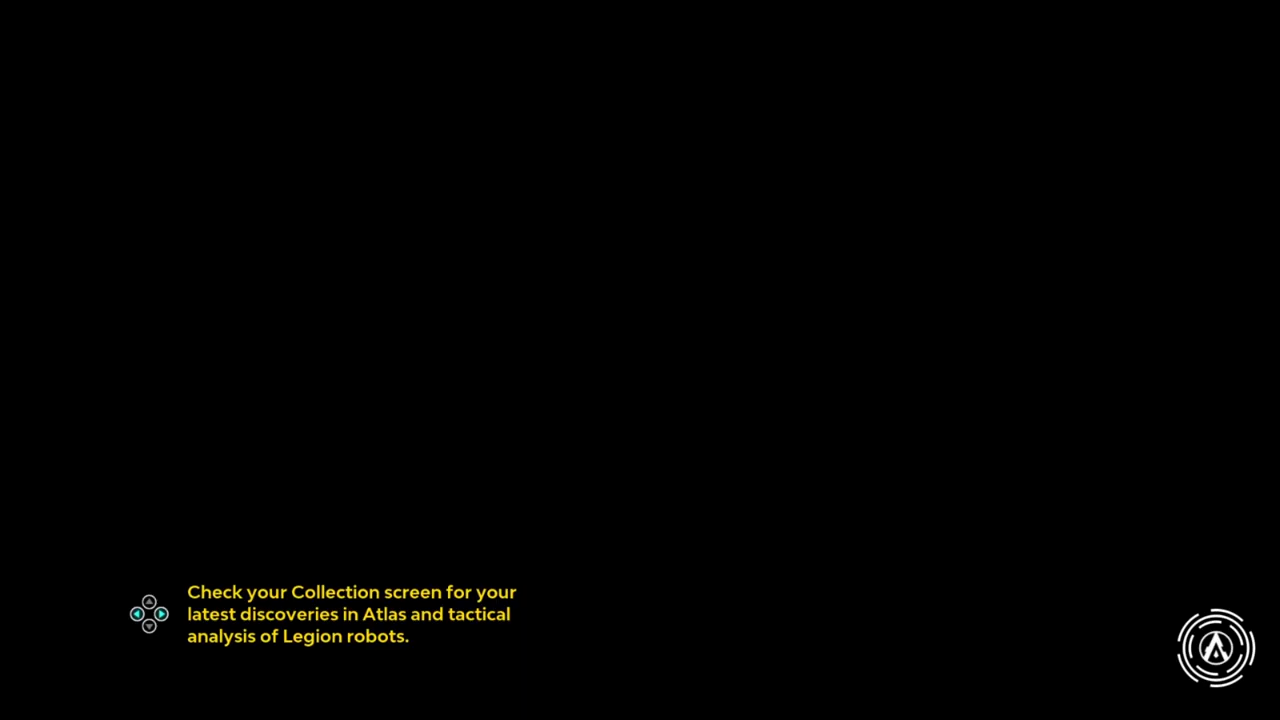 Check your Collection screen for your
latest discoveries in Atlas and tactical
analysis of Legion robots.